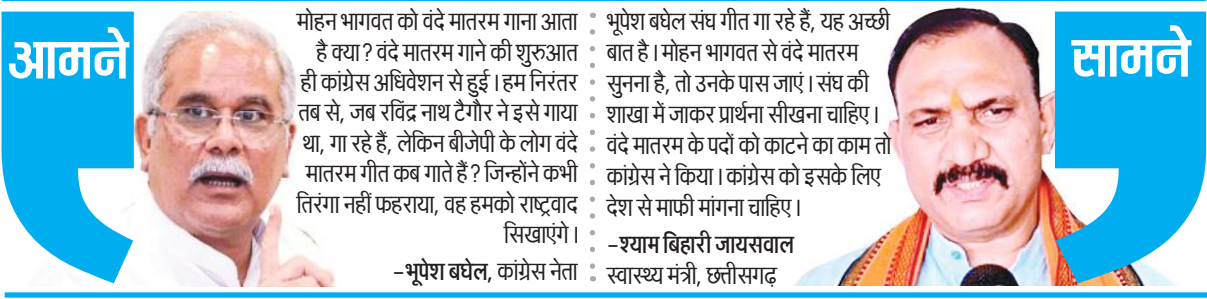 आमने
मोहन भागवत को वंदे मातरम गाना आता
है क्या? वंदे मातरम गाने की शुरुआत
ही कांग्रेस अधिवेशन से हुई। हम निरंतर
तब से, जब रविंद्र नाथ टैगौर ने इसे गाया
था, गा रहे हैं, लेकिन बीजेपी के लोग वंदे
मातरम गीत कब गाते हैं? जिन्होंने कभी
तिरंगा नहीं फहराया, वह हमको राष्ट्रवाद
सिखाएंगे।
–भूपेश बघेल, कांग्रेस नेता
भूपेश बघेल संघ गीत गा रहे हैं, यह अच्छी
बात है। मोहन भागवत से वंदे मातरम
सुनना है, तो उनके पास जाएं। संघ की
शाखा में जाकर प्रार्थना सीखना चाहिए।
वंदे मातरम के पदों को काटने का काम तो
कांग्रेस ने किया। कांग्रेस को इसके लिए
देश से माफी मांगना चाहिए।
–श्याम बिहारी जायसवाल
स्वास्थ्य मंत्री, छत्तीसगढ़
सामने